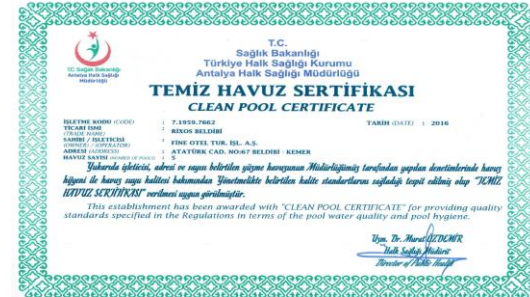 T.C. Sağlık Bakanlığı
Antalya Halk Sağlığı
Müdürlüğü
T.C.
Sağlık Bakanlığı
Türkiye Halk Sağlığı Kurumu
Antalya Halk Sağlığı Müdürlüğü
TEMİZ HAVUZ SERTİFİKASI
CLEAN POOL CERTIFICATE
İŞLETME KODU (CODE) : 7.1959.7662 TARİH (DATE) : 2016
TİCARİ İSMİ : RİXOS BELDİBİ
(TRADE NAME)
SAHİBİ / İŞLETİCİSİ : FİNE OTEL TUR. İŞL. A.Ş.
(OWNER) / (OPERATOR)
ADRESİ (ADDRESS) : ATATÜRK CAD. NO:67 BELDİBİ - KEMER
HAVUZ SAYISI (NUMBER OF POOLS) : 5
Yukarıda işleticisi, adresi ve sayısı belirtilen yüzme havuzunun Müdürlüğümüz tarafından yapılan denetimlerinde havuz
hijyeni ile havuz suyu kalitesi bakımından Yönetmelikte belirtilen kalite standartlarını sağladığı tespit edilmiş olup "TEMİZ
HAVUZ SERTİFİKASI" verilmesi uygun görülmüştür.
This establishment has been awarded with "CLEAN POOL CERTIFICATE" for providing quality
standards specified in the Regulations in terms of the pool water quality and pool hygiene.
Uzm. Dr. Murat ÖZDEMİR
Halk Sağlığı Müdürü
Director of Public Health